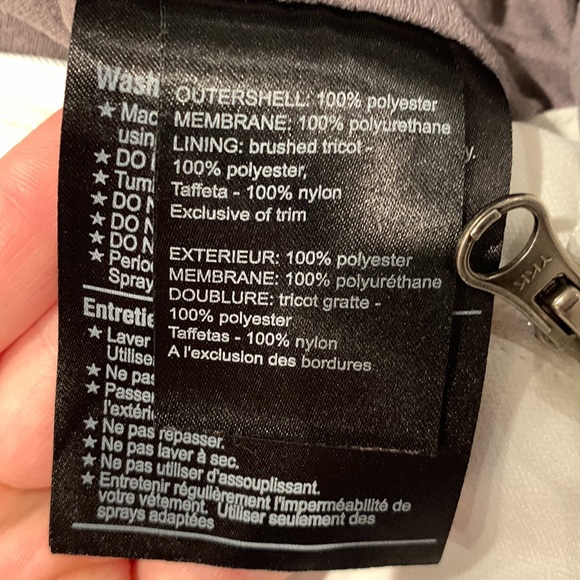 Wash
★ Mac
usin
★ DO
★ Tum
★ DO N
★ DO N
★ DO N
★ Perio
Spray
OUTERSHELL: 100% polyester
MEMBRANE: 100% polyurethane
LINING: brushed tricot -
100% polyester,
Taffeta - 100% nylon
Exclusive of trim
EXTERIEUR: 100% polyester
MEMBRANE: 100% polyuréthane
DOUBLURE: tricot gratte -
100% polyester
Taffetas - 100% nylon
A l'exclusion des bordures
y.
Entretie
★ Laver
Utilise
★ Ne pas
★ Passe
l'extéri
★ Ne pas repasser.
★ Ne pas laver à sec.
★ Ne pas utiliser d'assouplissant.
★ Entretenir régulièrement l'imperméabilité de
votre vêtement. Utiliser seulement des
sprays adaptées
YKK